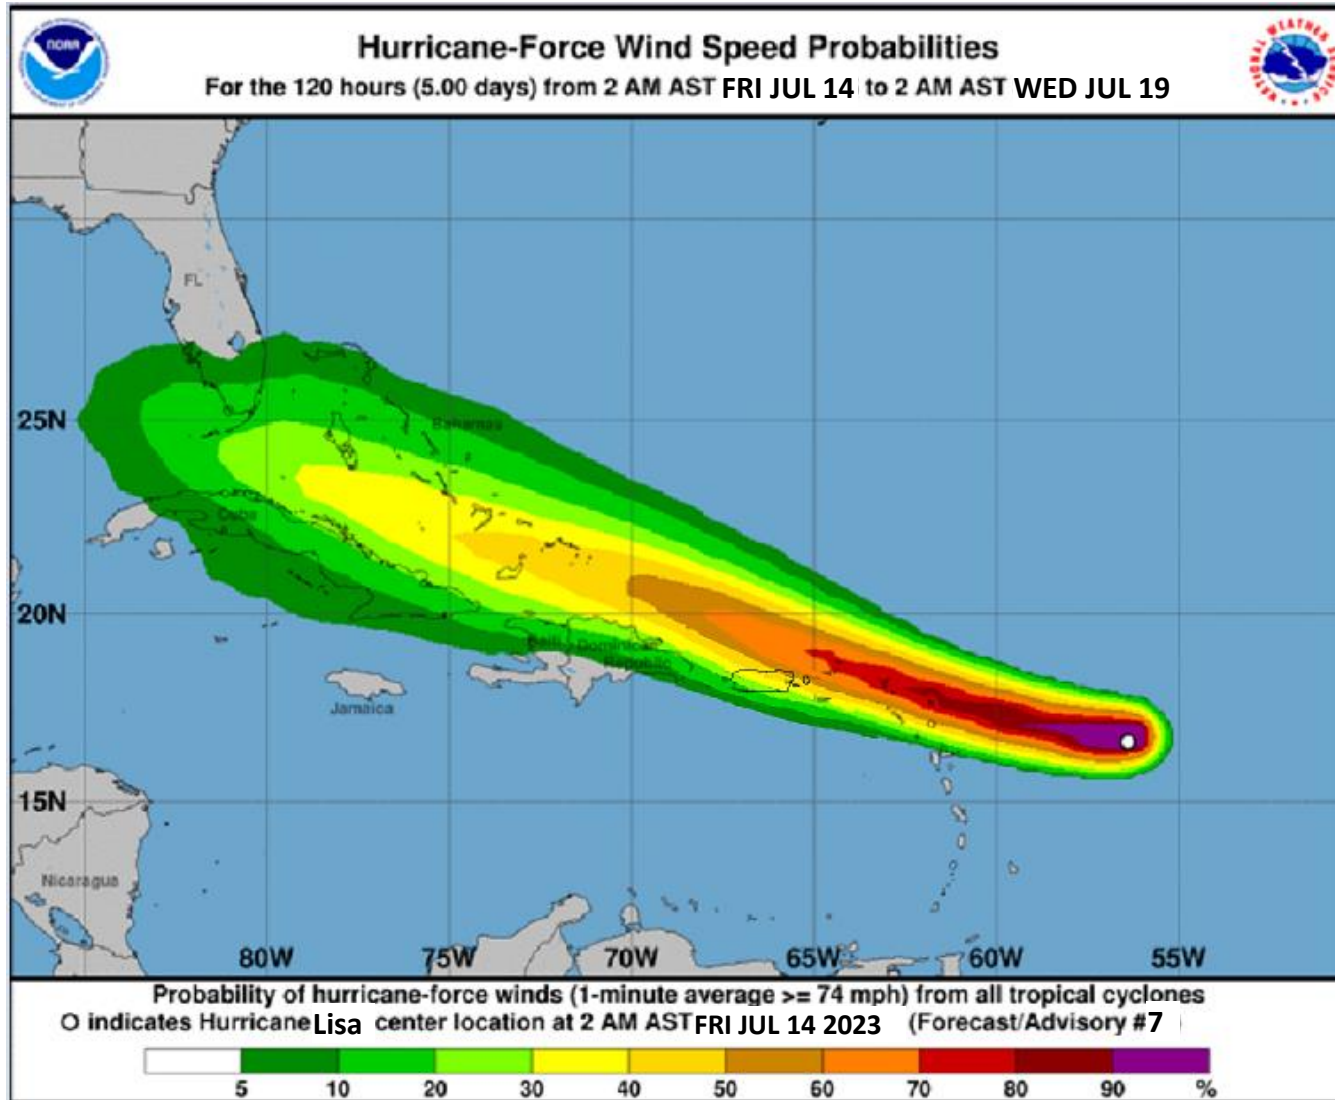 NOAA
Hurricane-Force Wind Speed Probabilities
For the 120 hours (5.00 days) from 2 AM AST FRI JUL 14 to 2 AM AST WED JUL 19
NATIONAL WEATHER SERVICE
FL
25N
Bahamas
Cuba
20N
Haiti
Dominican
Republic
Jamaica
15N
Nicaragua
80W
75W
70W
65W
60W
55W
Probability of hurricane-force winds (1-minute average >= 74 mph) from all tropical cyclones
O indicates Hurricane Lisa center location at 2 AM AST FRI JUL 14 2023 (Forecast/Advisory #7
5 10 20 30 40 50 60 70 80 90 %